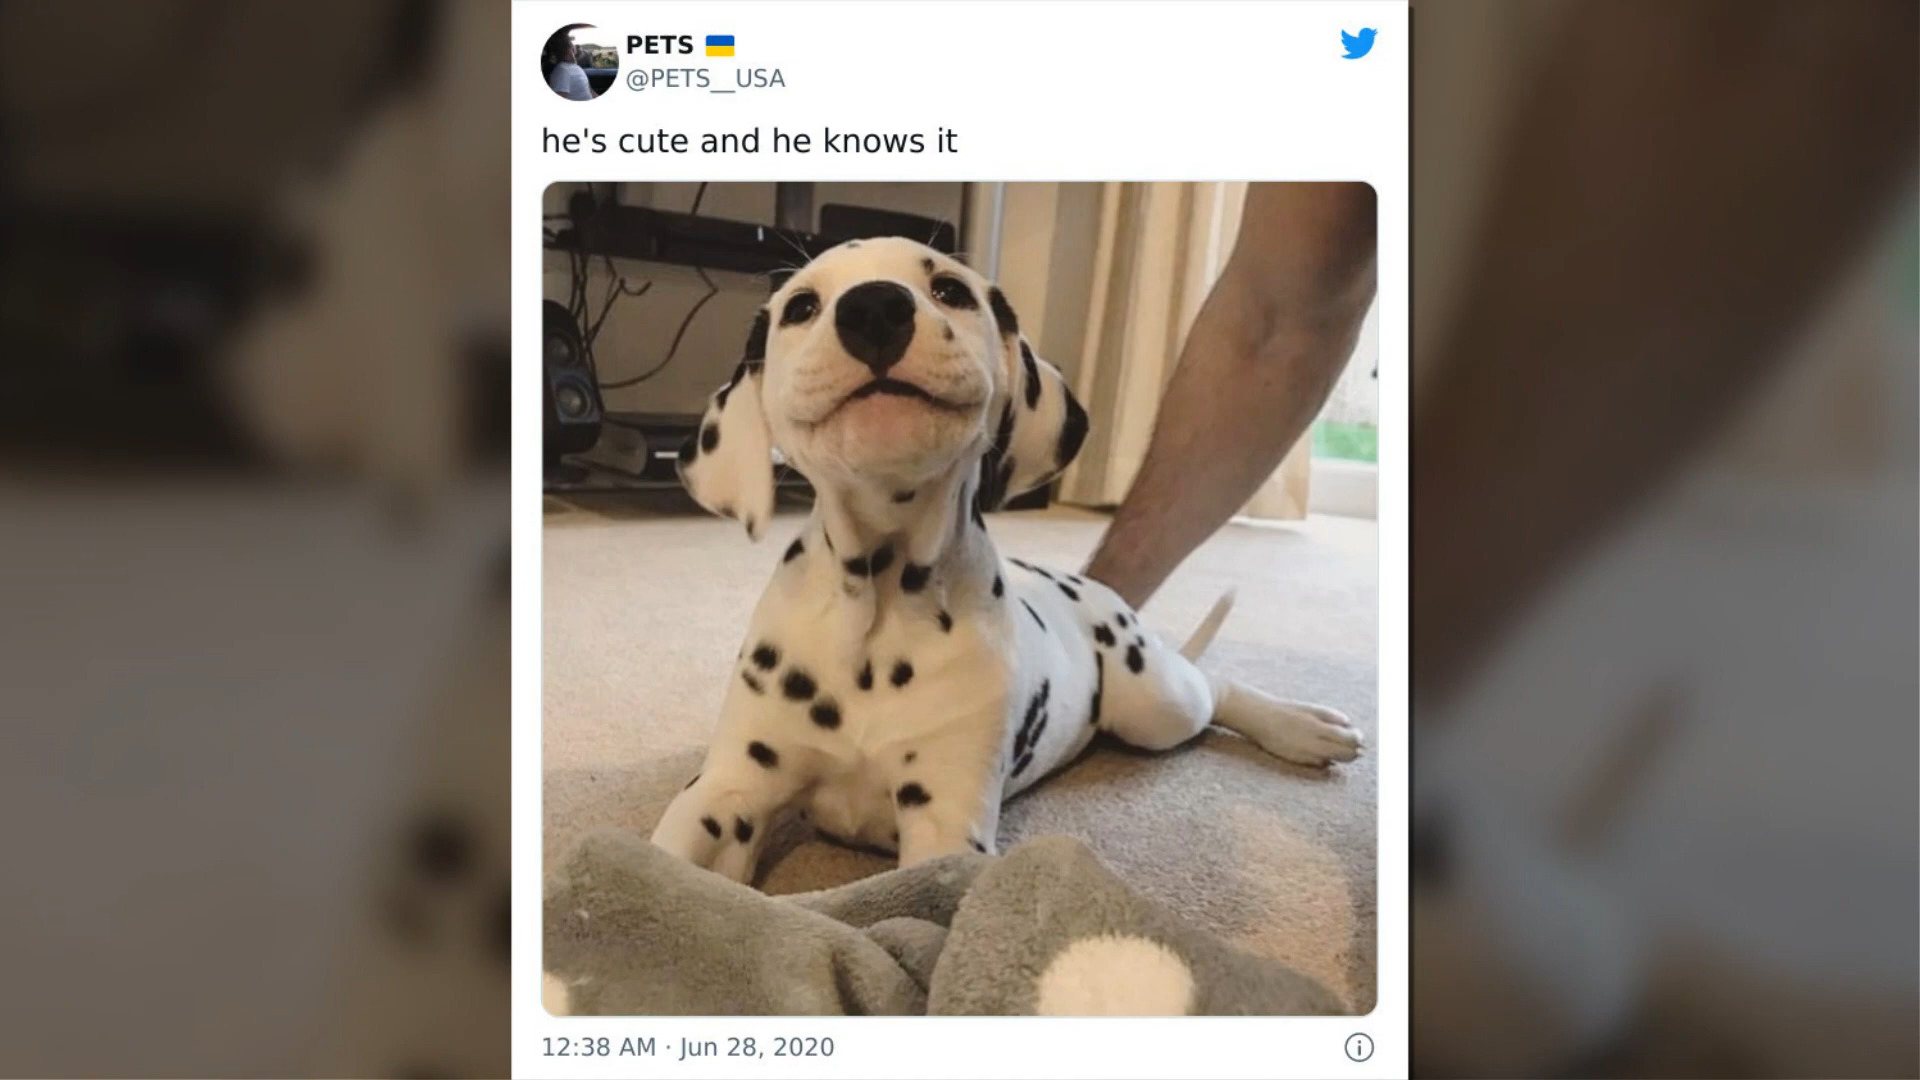 PETS 🇺🇦
@PETS__USA
he's cute and he knows it
12:38 AM · Jun 28, 2020